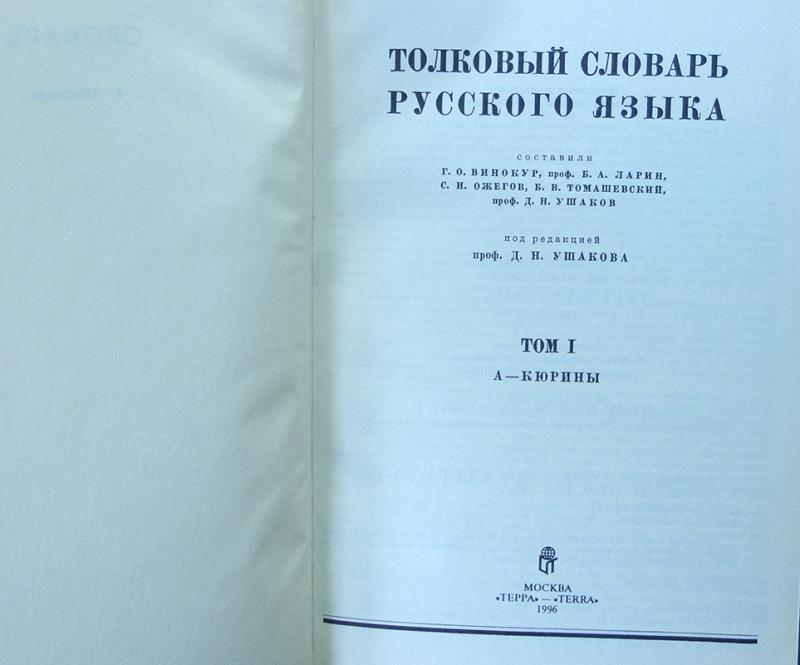 ТОЛКОВЫЙ СЛОВАРЬ
РУССКОГО ЯЗЫКА
составили
Г. О. ВИНОКУР, проф. Б. А. ЛАРИН,
С. И. ОЖЕГОВ, Б. В. ТОМАШЕВСКИЙ,
проф. Д. Н. УШАКОВ
под редакцией
проф. Д. Н. УШАКОВА
ТОМ I
А—КЮРИНЫ
МОСКВА
«ТЕРРА» — «TERRA»
1996